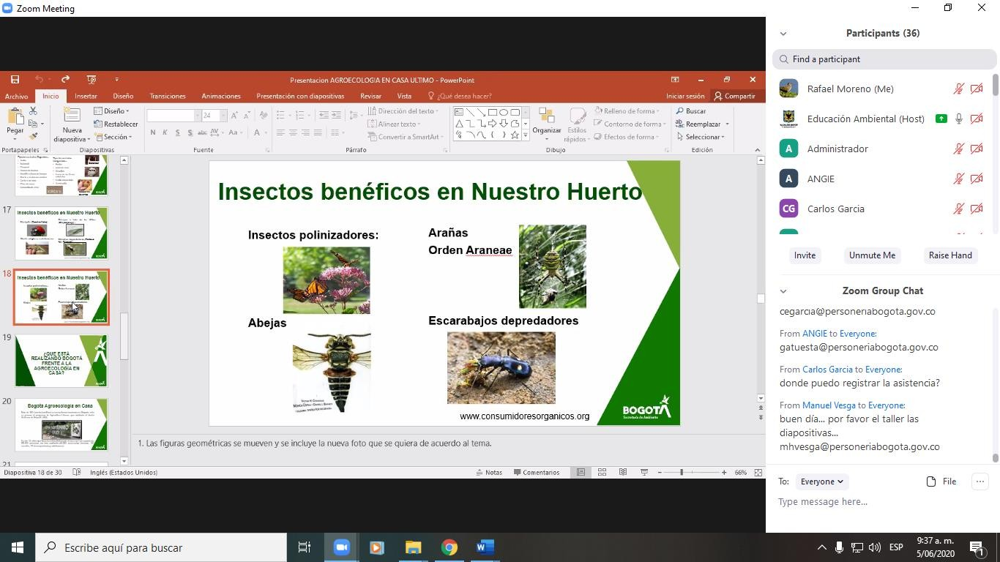 Zoom Meeting
Presentacion AGROECOLOGIA EN CASA ULTIMO - PowerPoint
Archivo Inicio Insertar Diseño Transiciones Animaciones Presentación con diapositivas Revisar Vista ¿Qué desea hacer? Iniciar sesión Compartir
Pegar
Nueva diapositiva
Diseño
Restablecer
Sección
24
N K S S abc AV Aa A
Dirección del texto
Alinear texto
Convertir a SmartArt
Organizar
Estilos rápidos
Relleno de forma
Contorno de forma
Efectos de forma
Buscar
Reemplazar
Seleccionar
Portapapeles Diapositivas Fuente Párrafo Dibujo Edición
17
Insectos benéficos en Nuestro Huerto
18
Insectos benéficos en Nuestro Huerto
19
¿QUE ESTÁ
REALIZANDO BOGOTÁ
FRENTE A LA
AGROECOLOGÍA EN
CASA?
20
Bogotá Agroecología en Casa
21
Insectos benéficos en Nuestro Huerto
Insectos polinizadores:
Arañas
Orden Araneae
Abejas
Escarabajos depredadores
www.consumidoresorganicos.org
BOGOTÁ
Secretaría de Ambiente
1. Las figuras geométricas se mueven y se incluye la nueva foto que se quiera de acuerdo al tema.
Diapositiva 18 de 30 Inglés (Estados Unidos) Notas Comentarios 66%
Participants (36)
Find a participant
Rafael Moreno (Me)
Educación Ambiental (Host)
A Administrador
A ANGIE
CG Carlos Garcia
Invite Unmute Me Raise Hand
Zoom Group Chat
cegarcia@personeriabogota.gov.co
From ANGIE to Everyone:
gatuesta@personeriabogota.gov.co
From Carlos Garcia to Everyone:
donde puedo registrar la asistencia?
From Manuel Vesga to Everyone:
buen día... por favor el taller las
diapositivas...
mhvesga@personeriabogota.gov.co
To: Everyone File
Type message here...
Escribe aquí para buscar
ESP
9:37 a. m.
5/06/2020
1